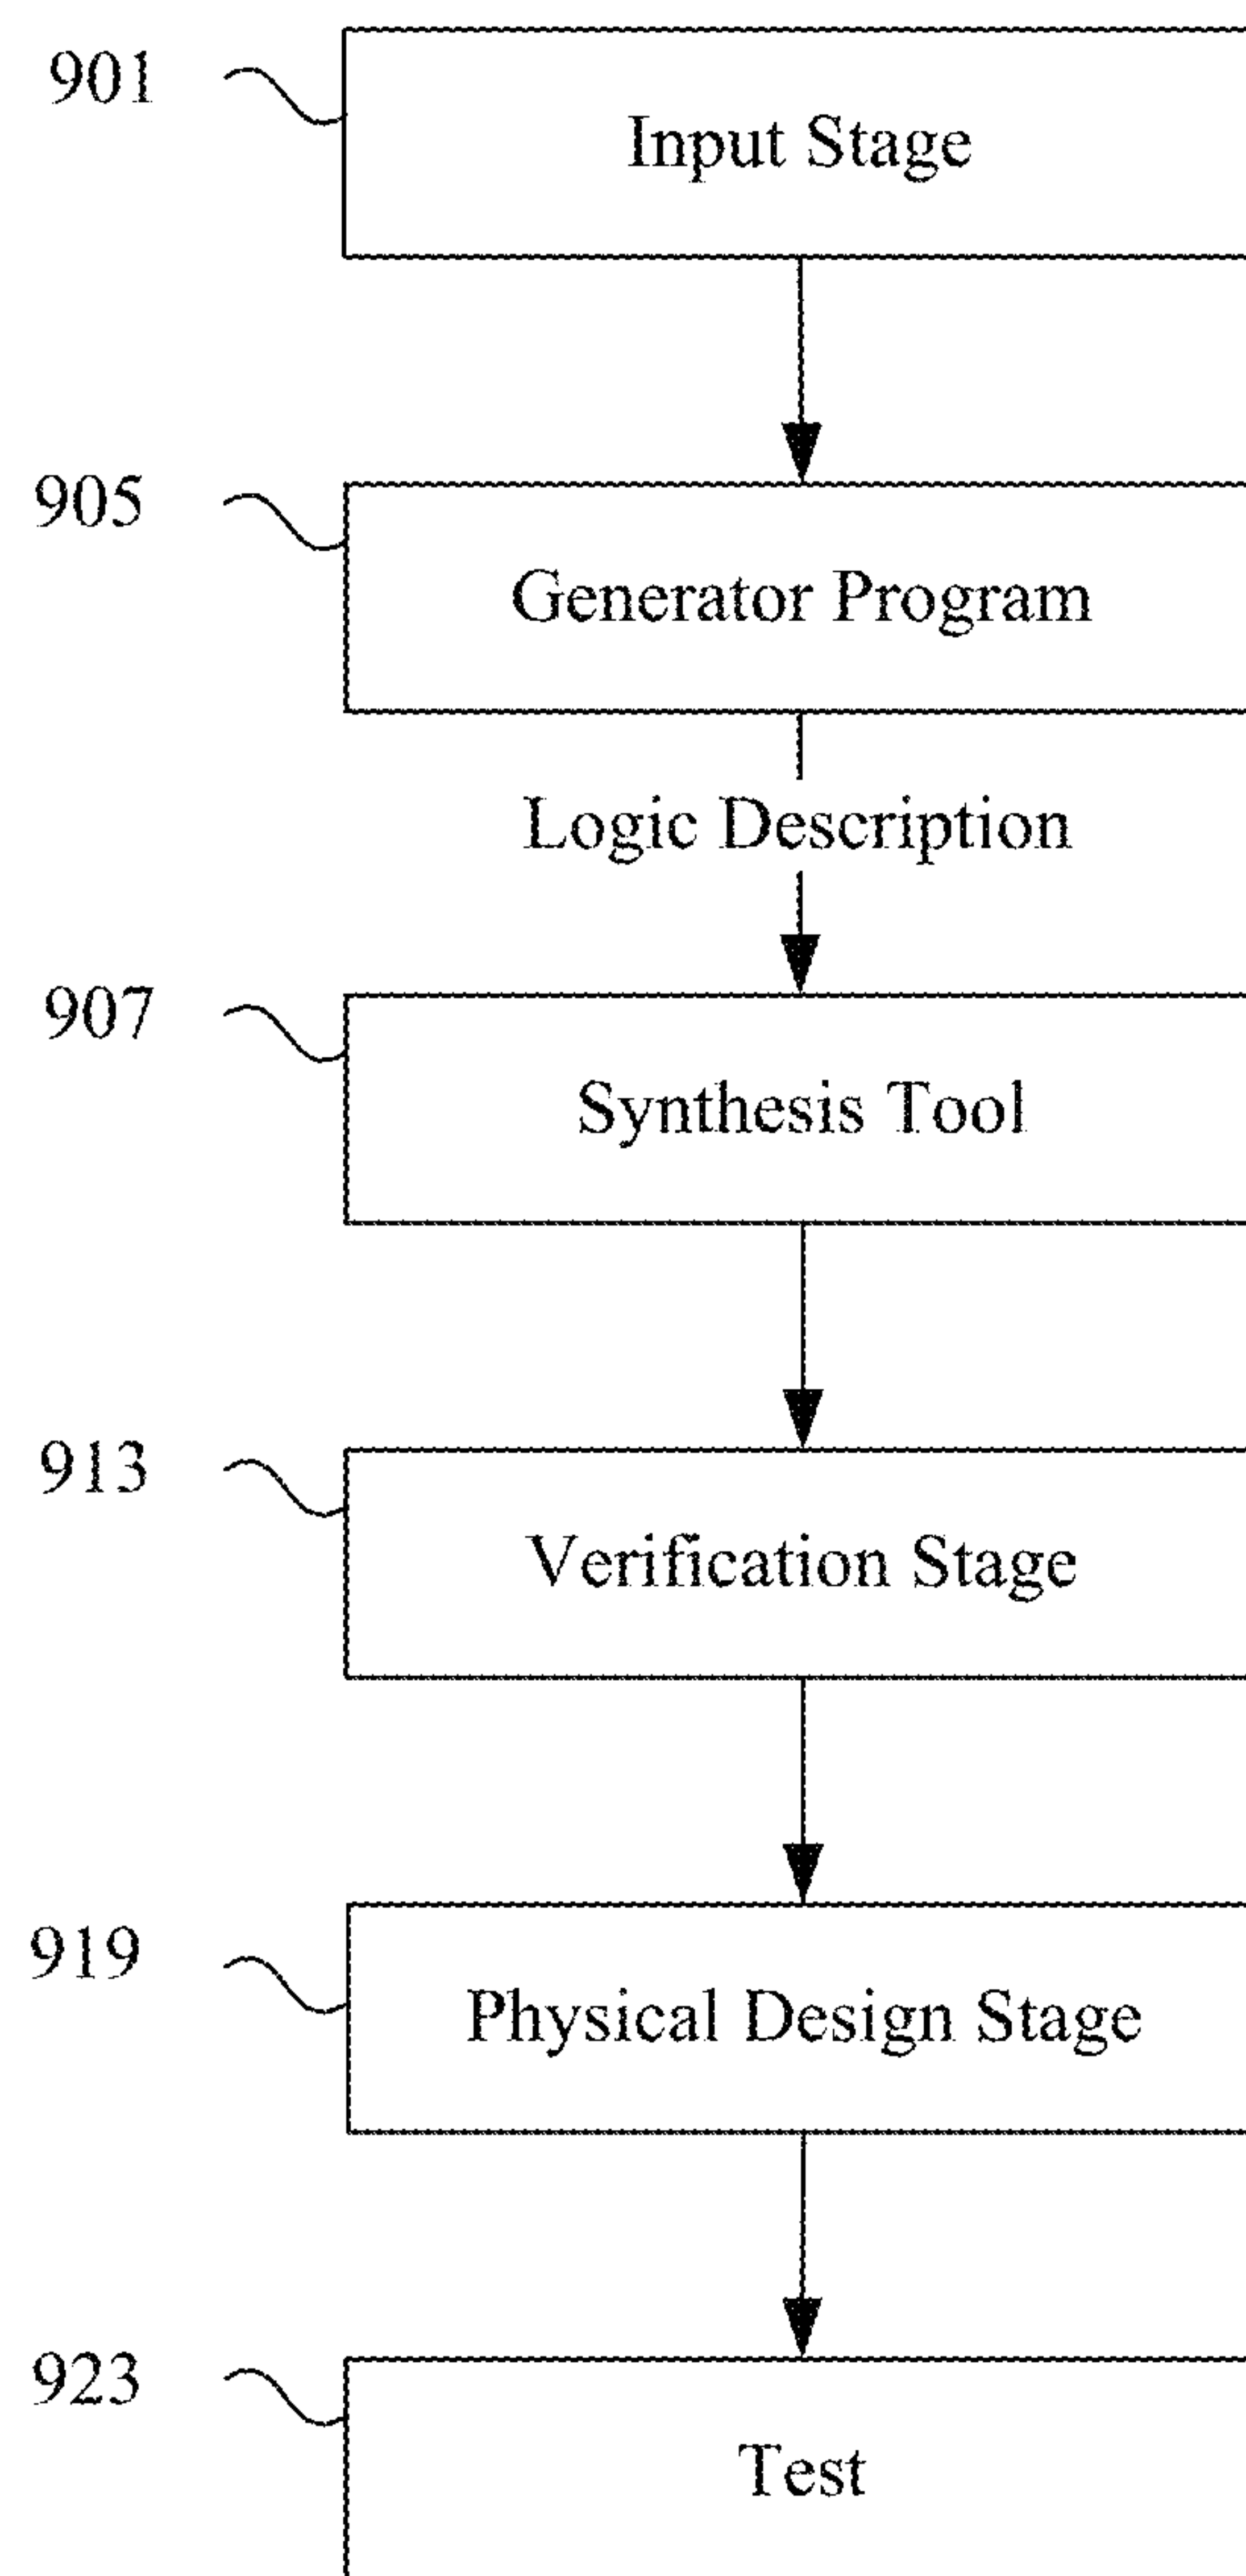 901
Input Stage
905
Generator Program
Logic Description
907
Synthesis Tool
913
Verification Stage
919
Physical Design Stage
923
Test